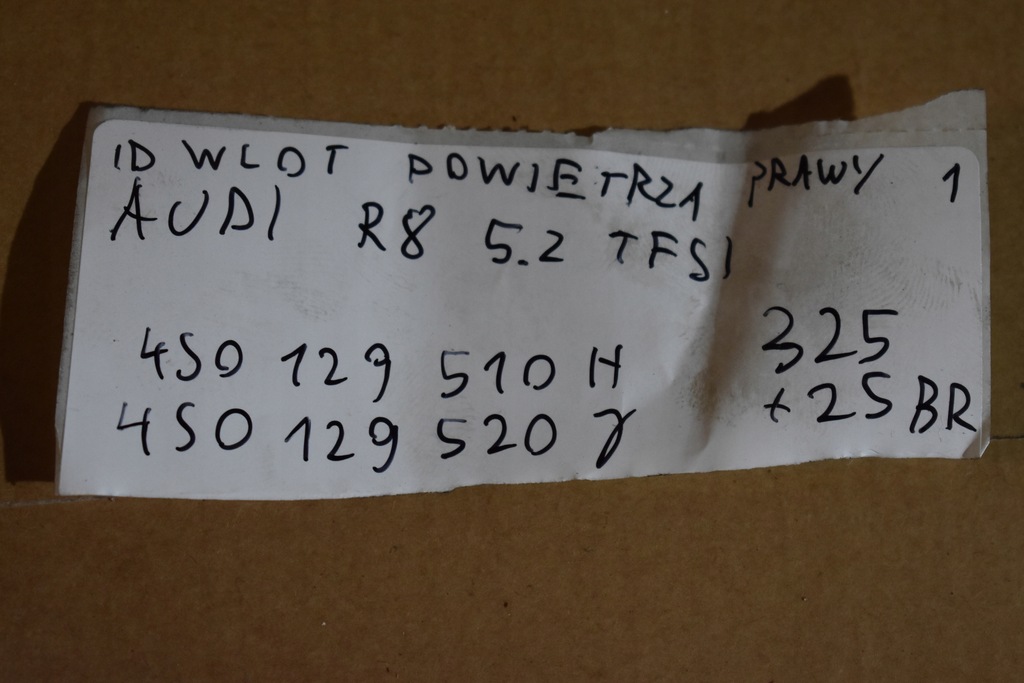 ID WLOT POWIETRZA PRAWY 1
AUDI R8 5.2 TFSI
4S0 129 510 H 325
4S0 129 520 + 25 BR